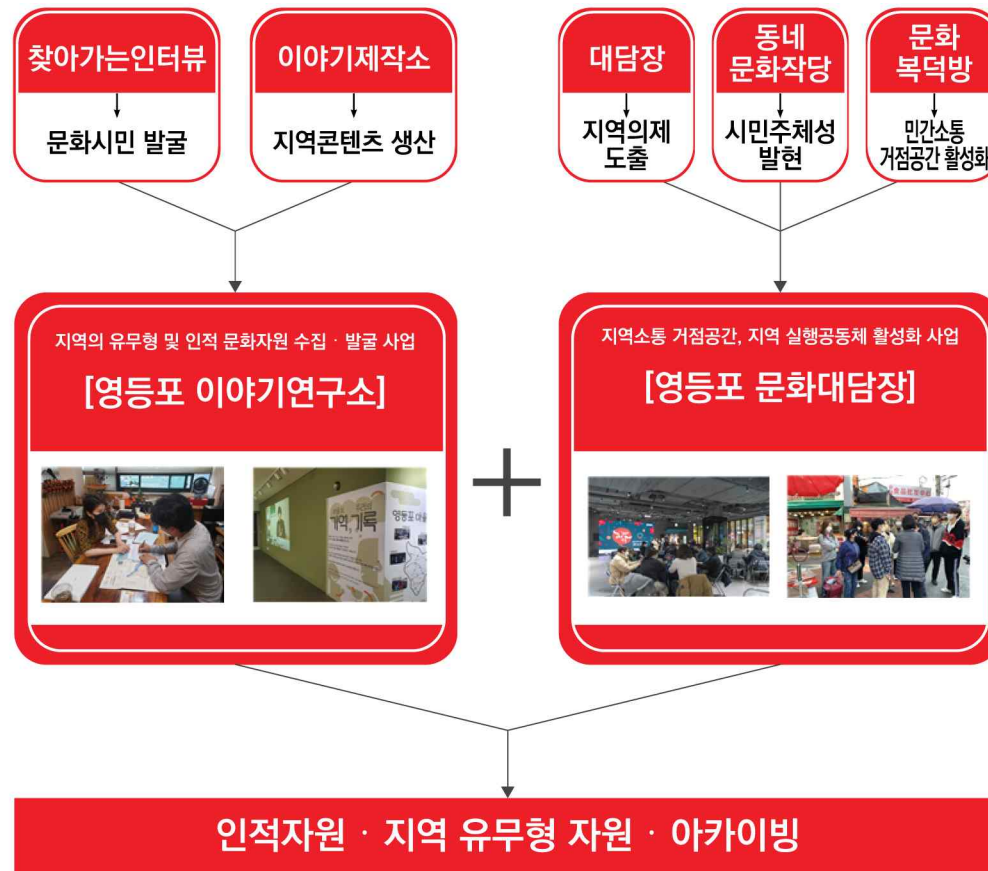 찾아가는인터뷰
문화시민 발굴
이야기제작소
지역콘텐츠 생산
대담장
지역의제
도출
동네
문화작당
시민주체성
발현
문화
복덕방
민간소통
거점공간 활성화
지역의 유무형 및 인적 문화자원 수집 · 발굴 사업
[영등포 이야기연구소]
기억, 기록
영등포
+
지역소통 거점공간, 지역 실행공동체 활성화 사업
[영등포 문화대담장]
인적자원 · 지역 유무형 자원 · 아카이빙